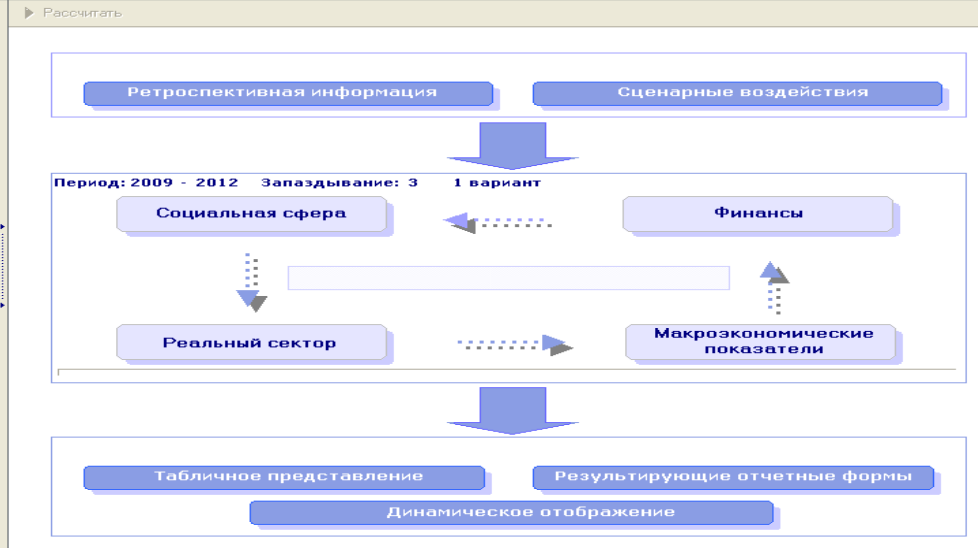 Рассчитать
Ретроспективная информация
Сценарные воздействия
Период: 2009 - 2012 Запаздывание: 3 1 вариант
Социальная сфера
Финансы
Реальный сектор
Макроэкономические
показатели
Табличное представление
Результирующие отчетные формы
Динамическое отображение